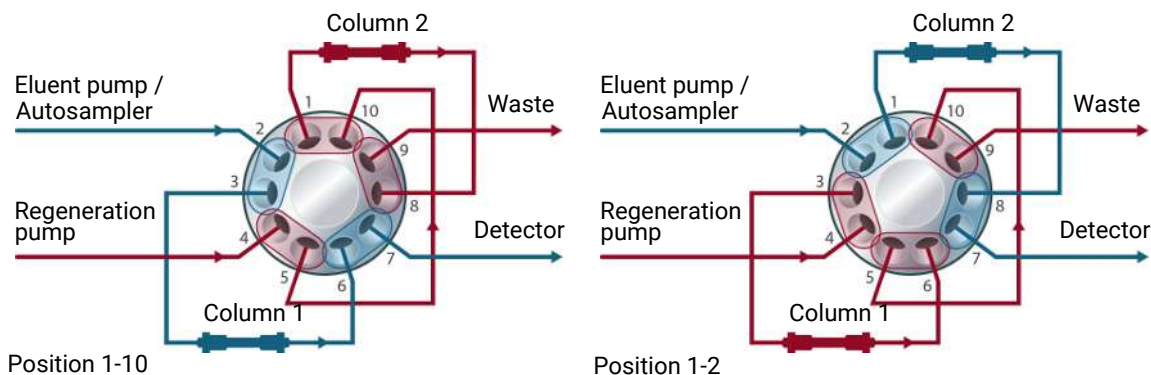 Column 2
Eluent pump /
Autosampler
Waste
1
10
2
9
3
8
Regeneration
pump
4
7
Detector
5
6
Column 1
Position 1-10
Column 2
Eluent pump /
Autosampler
Waste
1
10
2
9
3
8
Regeneration
pump
4
7
Detector
5
6
Column 1
Position 1-2